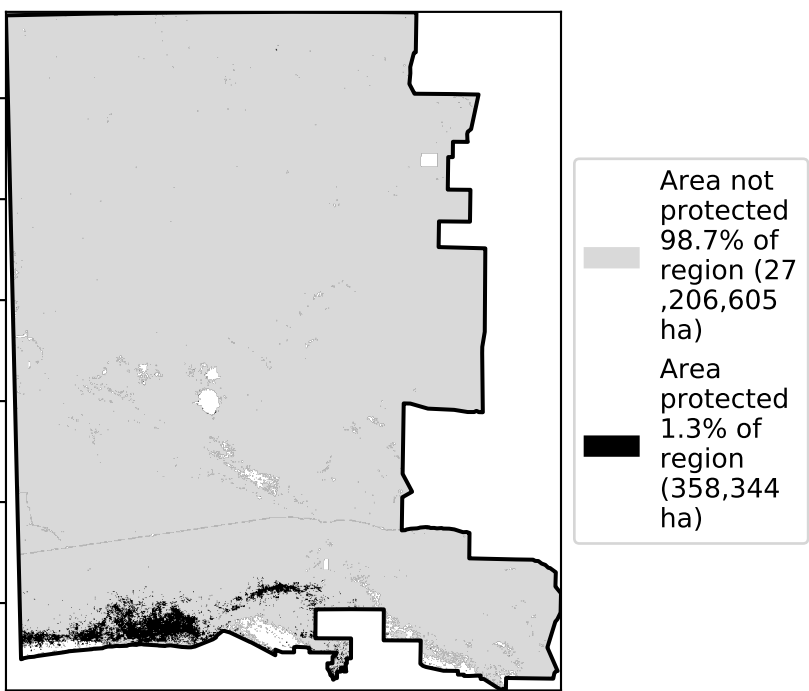 Area not
protected
98.7% of
region (27
,206,605
ha)
Area
protected
1.3% of
region
(358,344
ha)